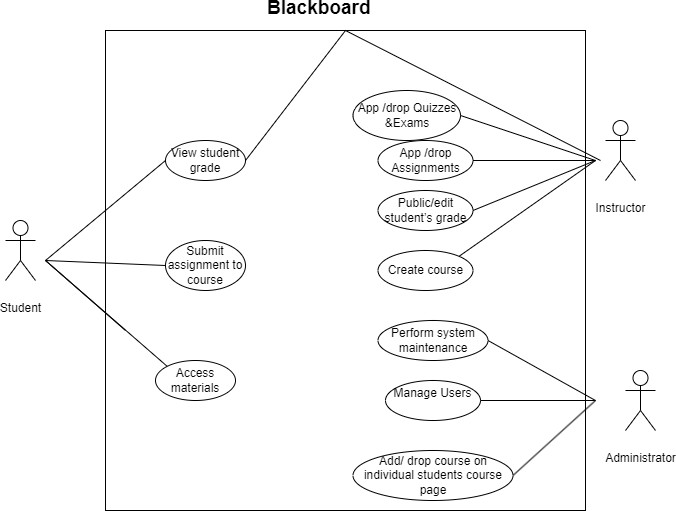 Blackboard
App /drop Quizzes
&Exams
View student
grade
App /drop
Assignments
Public/edit
student's grade
Instructor
Submit
assignment to
course
Create course
Student
Perform system
maintenance
Access
materials
Manage Users
Administrator
Add/ drop course on
individual students course
page